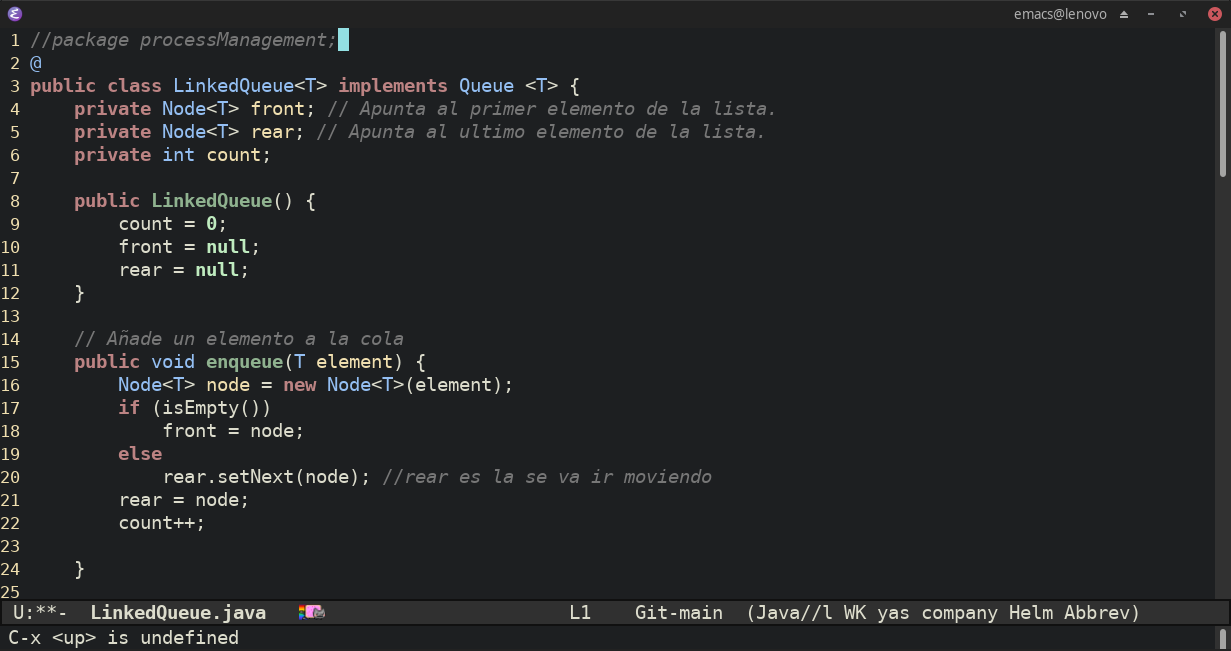 emacs@lenovo
1 //package processManagement;
2 @
3 public class LinkedQueue<T> implements Queue <T> {
4     private Node<T> front; // Apunta al primer elemento de la lista.
5     private Node<T> rear; // Apunta al ultimo elemento de la lista.
6     private int count;
7
8     public LinkedQueue() {
9         count = 0;
10         front = null;
11         rear = null;
12     }
13
14     // Añade un elemento a la cola
15     public void enqueue(T element) {
16         Node<T> node = new Node<T>(element);
17         if (isEmpty())
18             front = node;
19         else
20             rear.setNext(node); //rear es la se va ir moviendo
21         rear = node;
22         count++;
23
24     }
25
U:**-  LinkedQueue.java   L1    Git-main  (Java//l WK yas company Helm Abbrev)
C-x <up> is undefined